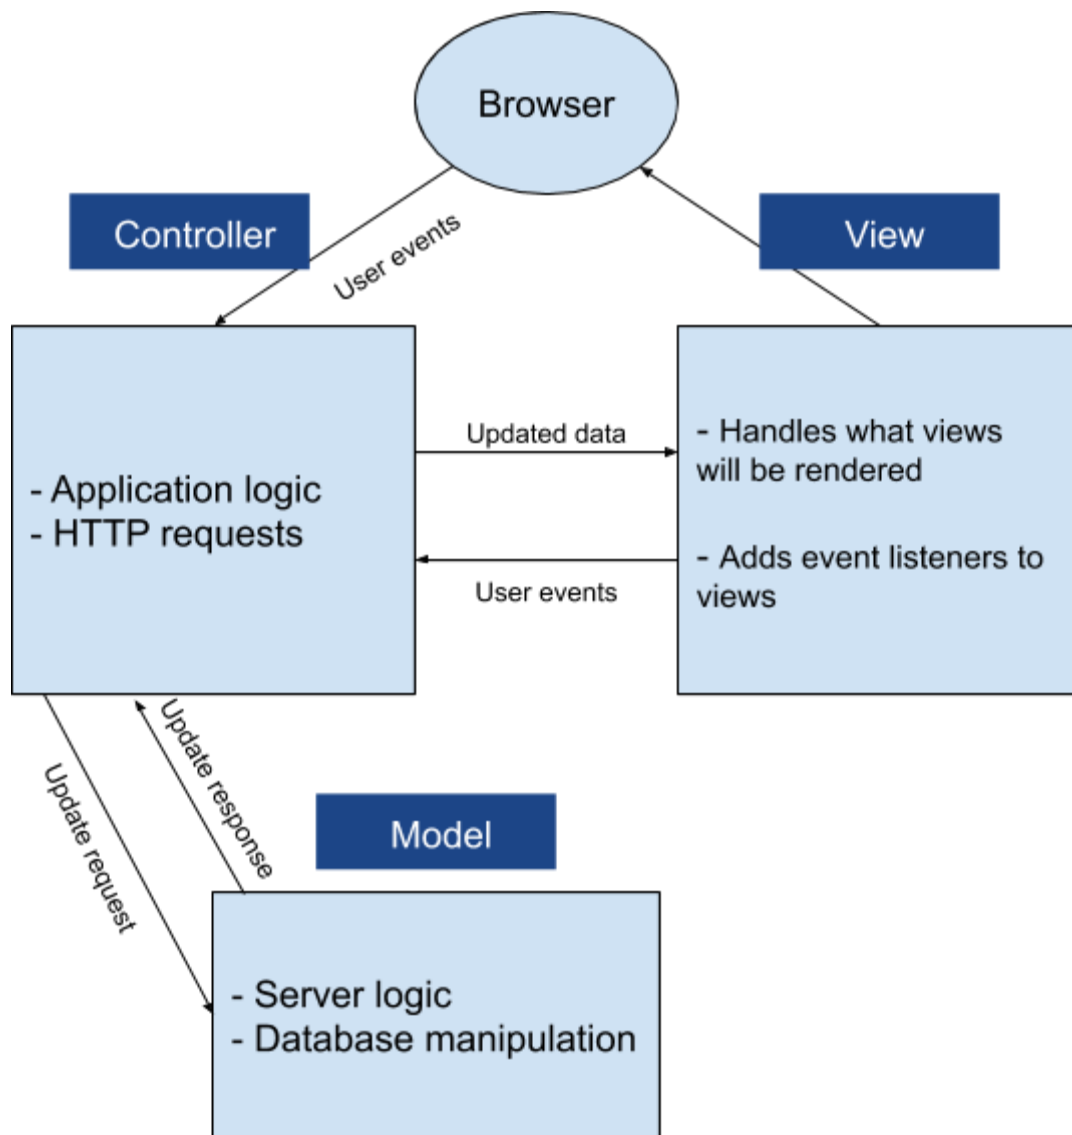 Browser
Controller
View
User events
Updated data
- Application logic
- HTTP requests
- Handles what views
will be rendered
- Adds event listeners to
views
User events
Update request
Update response
Model
- Server logic
- Database manipulation